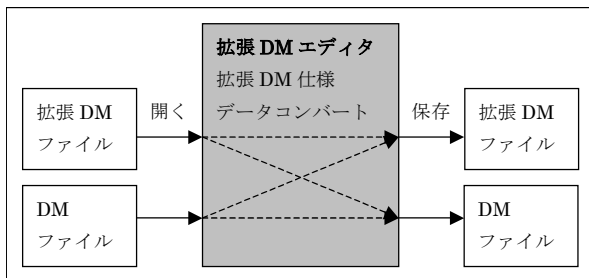 拡張 DM エディタ
拡張 DM 仕様
データコンバート
拡張 DM
ファイル
開く
保存
拡張 DM
ファイル
DM
ファイル
DM
ファイル